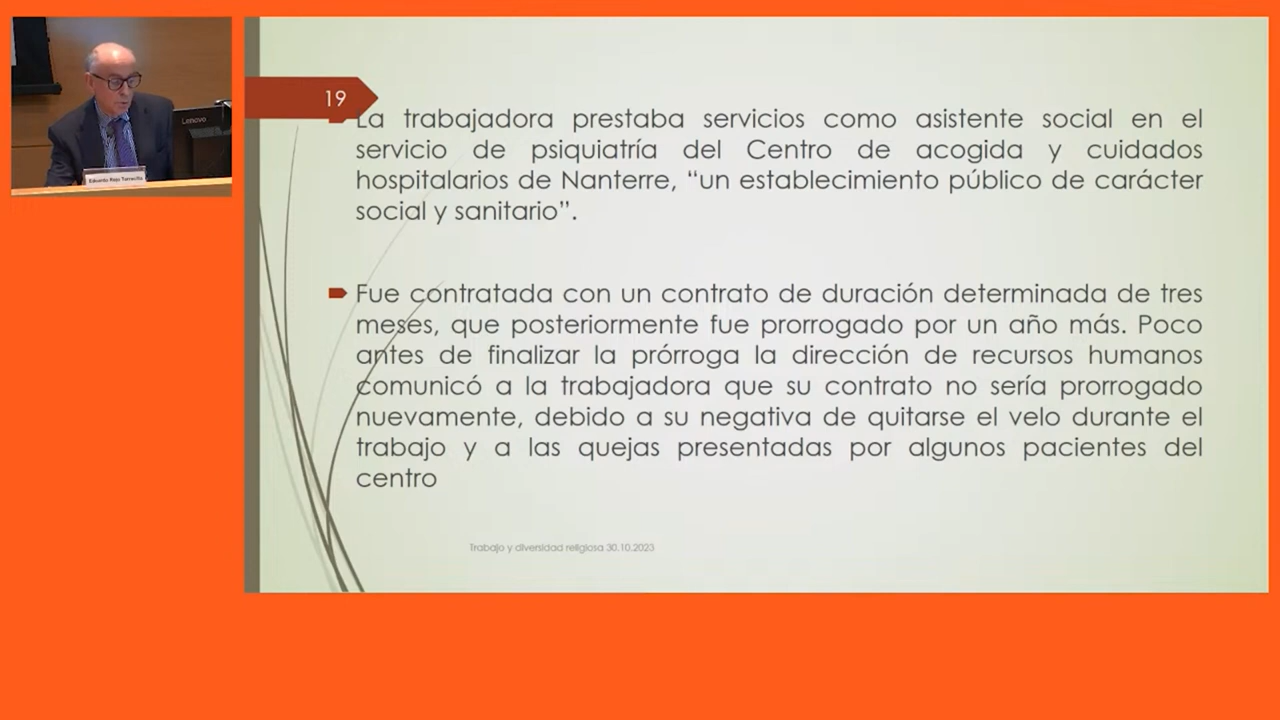 Lenovo
Eduardo Rojo Torrecilla
19
La trabajadora prestaba servicios como asistente social en el
servicio de psiquiatría del Centro de acogida y cuidados
hospitalarios de Nanterre, “un establecimiento público de carácter
social y sanitario”.
Fue contratada con un contrato de duración determinada de tres
meses, que posteriormente fue prorrogado por un año más. Poco
antes de finalizar la prórroga la dirección de recursos humanos
comunicó a la trabajadora que su contrato no sería prorrogado
nuevamente, debido a su negativa de quitarse el velo durante el
trabajo y a las quejas presentadas por algunos pacientes del
centro
Trabajo y diversidad religiosa 30.10.2023